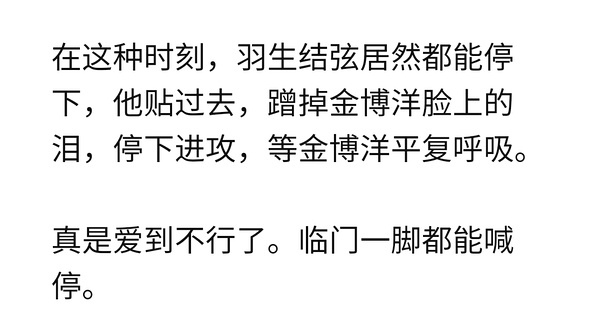 在这种时刻，羽生结弦居然都能停
下，他贴过去，蹭掉金博洋脸上的
泪，停下进攻，等金博洋平复呼吸。
真是爱到不行了。临门一脚都能喊
停。